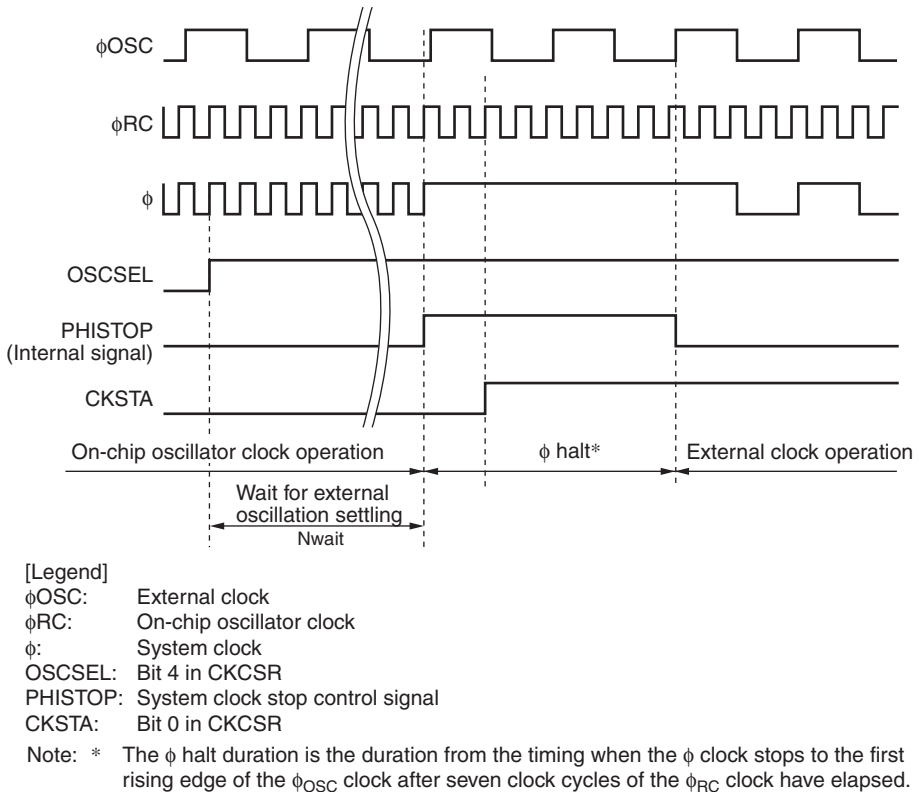 ϕOSC
ϕRC
ϕ
OSCSEL
PHISTOP
(Internal signal)
CKSTA
On-chip oscillator clock operation
ϕ halt*
External clock operation
Wait for external
oscillation settling
Nwait
[Legend]
ϕOSC: External clock
ϕRC: On-chip oscillator clock
ϕ: System clock
OSCSEL: Bit 4 in CKCSR
PHISTOP: System clock stop control signal
CKSTA: Bit 0 in CKCSR
Note: * The ϕ halt duration is the duration from the timing when the ϕ clock stops to the first
rising edge of the ϕOSC clock after seven clock cycles of the ϕRC clock have elapsed.